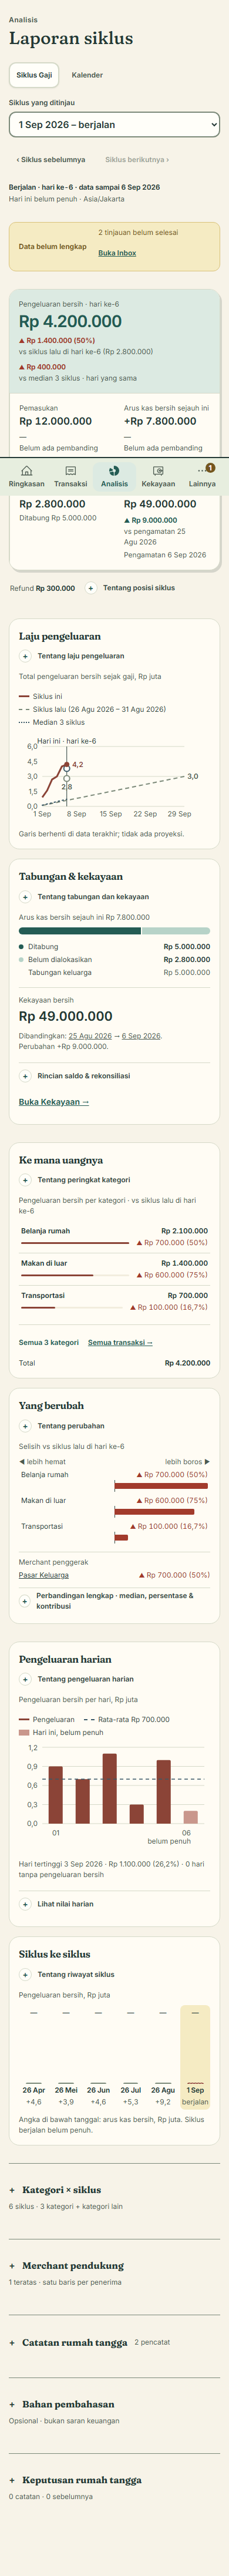 Analisis
Laporan siklus
Siklus Gaji
Kalender
Siklus yang ditinjau
1 Sep 2026 – berjalan
‹ Siklus sebelumnya
Siklus berikutnya ›
Berjalan · hari ke-6 · data sampai 6 Sep 2026
Hari ini belum penuh · Asia/Jakarta
Data belum lengkap
2 tinjauan belum selesai
Buka Inbox
Pengeluaran bersih · hari ke-6
Rp 4.200.000
▲ Rp 1.400.000 (50%)
vs siklus lalu di hari ke-6 (Rp 2.800.000)
▲ Rp 400.000
vs median 3 siklus · hari yang sama
Pemasukan
Rp 12.000.000
—
Belum ada pembanding
Arus kas bersih sejauh ini
+Rp 7.800.000
—
Belum ada pembanding
Ringkasan
Transaksi
Analisis
Kekayaan
1
Lainnya
Rp 2.800.000
Ditabung Rp 5.000.000
Rp 49.000.000
▲ Rp 9.000.000
vs pengamatan 25
Agu 2026
Pengamatan 6 Sep 2026
Refund Rp 300.000
+ Tentang posisi siklus
Laju pengeluaran
+ Tentang laju pengeluaran
Total pengeluaran bersih sejak gaji, Rp juta
Siklus ini
Siklus lalu (26 Agu 2026 – 31 Agu 2026)
Median 3 siklus
Hari ini · hari ke-6
6,0
4,5
3,0
1,5
0,0
4,2
2,8
3,0
1 Sep
8 Sep
15 Sep
22 Sep
29 Sep
Garis berhenti di data terakhir; tidak ada proyeksi.
Tabungan & kekayaan
+ Tentang tabungan dan kekayaan
Arus kas bersih sejauh ini Rp 7.800.000
Ditabung Rp 5.000.000
Belum dialokasikan Rp 2.800.000
Tabungan keluarga Rp 5.000.000
Kekayaan bersih
Rp 49.000.000
Dibandingkan: 25 Agu 2026 → 6 Sep 2026.
Perubahan +Rp 9.000.000.
+ Rincian saldo & rekonsiliasi
Buka Kekayaan →
Ke mana uangnya
+ Tentang peringkat kategori
Pengeluaran bersih per kategori · vs siklus lalu di hari
ke-6
Belanja rumah Rp 2.100.000
▲ Rp 700.000 (50%)
Makan di luar Rp 1.400.000
▲ Rp 600.000 (75%)
Transportasi Rp 700.000
▲ Rp 100.000 (16,7%)
Semua 3 kategori
Semua transaksi →
Total Rp 4.200.000
Yang berubah
+ Tentang perubahan
Selisih vs siklus lalu di hari ke-6
◀ lebih hemat
lebih boros ▶
Belanja rumah ▲ Rp 700.000 (50%)
Makan di luar ▲ Rp 600.000 (75%)
Transportasi ▲ Rp 100.000 (16,7%)
Merchant penggerak
Pasar Keluarga ▲ Rp 700.000 (50%)
+ Perbandingan lengkap · median, persentase &
kontribusi
Pengeluaran harian
+ Tentang pengeluaran harian
Pengeluaran bersih per hari, Rp juta
Pengeluaran
Rata-rata Rp 700.000
Hari ini, belum penuh
1,2
0,9
0,6
0,3
0,0
01
06
belum penuh
Hari tertinggi 3 Sep 2026 · Rp 1.100.000 (26,2%) · 0 hari
tanpa pengeluaran bersih
+ Lihat nilai harian
Siklus ke siklus
+ Tentang riwayat siklus
Pengeluaran bersih, Rp juta
— — — — — —
26 Apr 26 Mei 26 Jun 26 Jul 26 Agu 1 Sep
+4,6 +3,9 +4,6 +5,3 +9,2 berjalan
Angka di bawah tanggal: arus kas bersih, Rp juta. Siklus
berjalan belum penuh.
+ Kategori × siklus
6 siklus · 3 kategori + kategori lain
+ Merchant pendukung
1 teratas · satu baris per penerima
+ Catatan rumah tangga 2 pencatat
+ Bahan pembahasan
Opsional · bukan saran keuangan
+ Keputusan rumah tangga
0 catatan · 0 sebelumnya